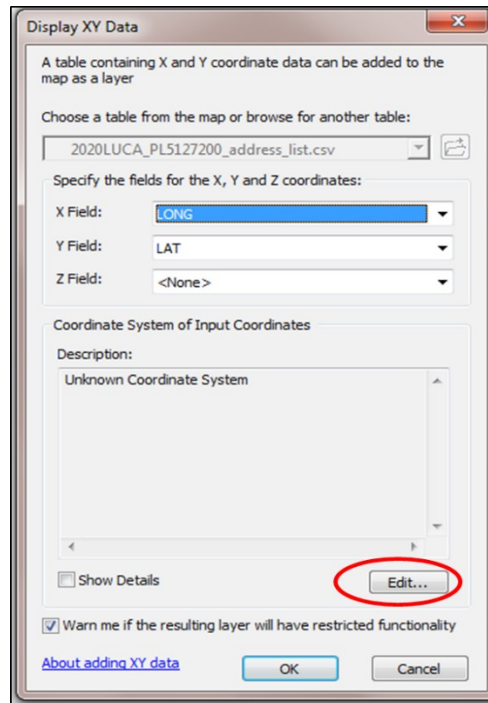 Display XY Data
A table containing X and Y coordinate data can be added to the
map as a layer
Choose a table from the map or browse for another table:
2020LUCA_PL5127200_address_list.csv
Specify the fields for the X, Y and Z coordinates:
X Field:
LONG
Y Field:
LAT
Z Field:
<None>
Coordinate System of Input Coordinates
Description:
Unknown Coordinate System
Show Details
Edit...
Warn me if the resulting layer will have restricted functionality
About adding XY data
OK
Cancel